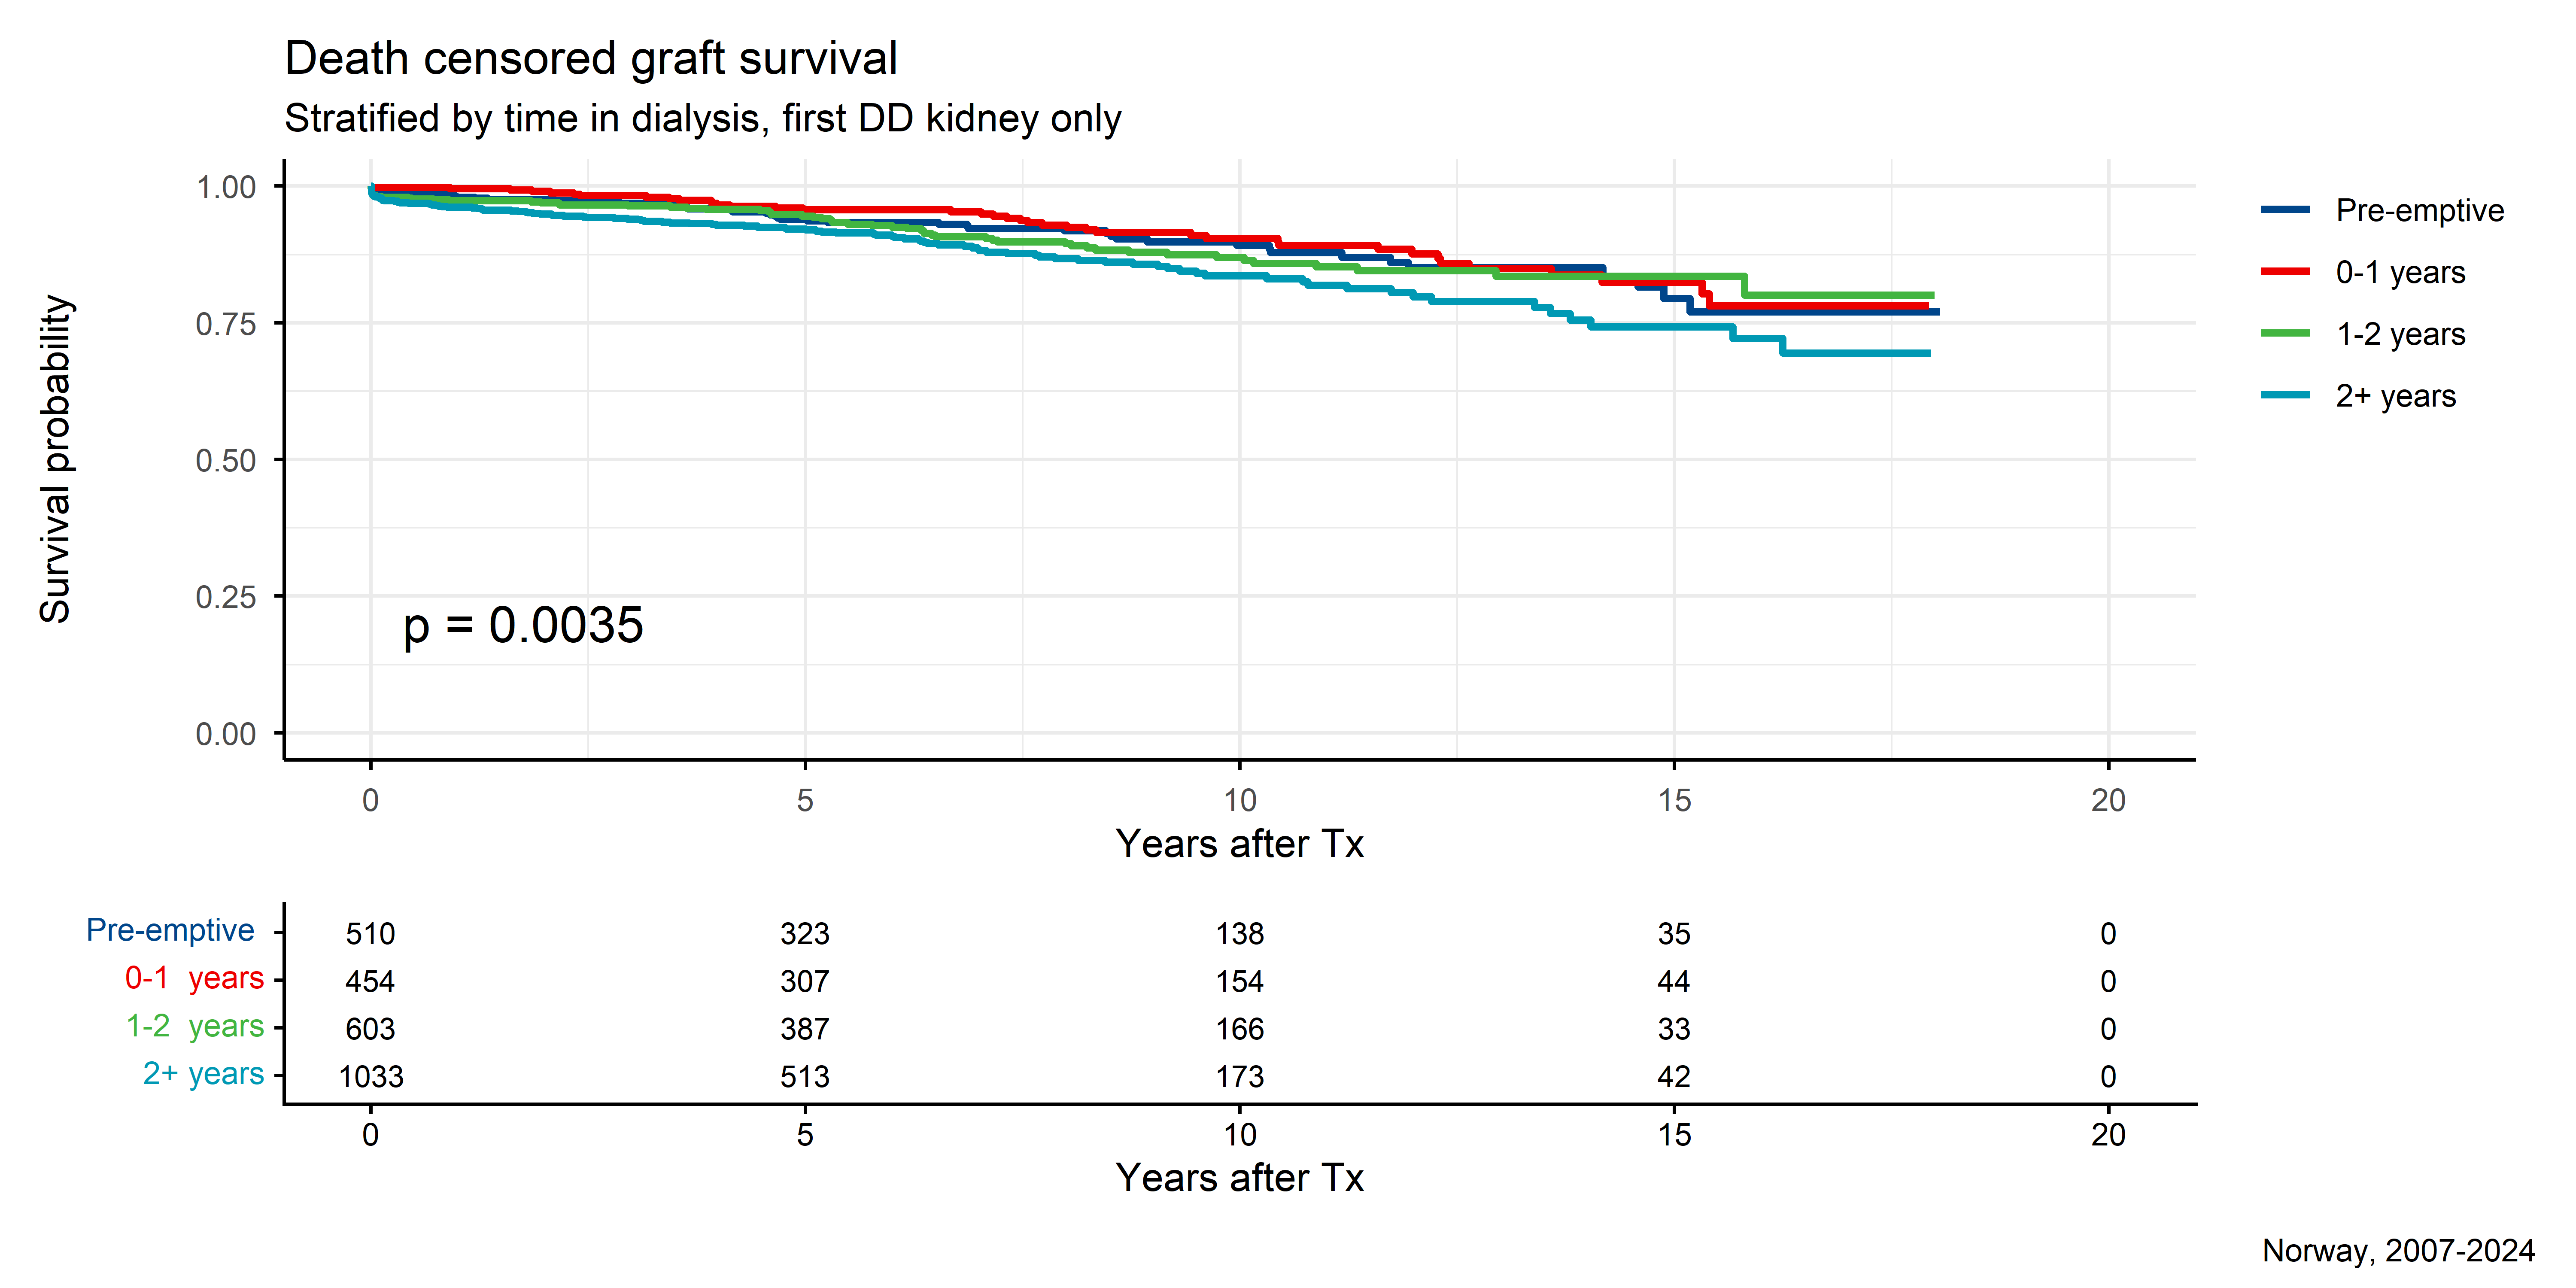 Death censored graft survival
Stratified by time in dialysis, first DD kidney only
Survival probability
1.00
0.75
0.50
0.25
0.00
p = 0.0035
0 5 10 15 20
Years after Tx
Pre-emptive
0-1 years
1-2 years
2+ years
Pre-emptive 510 323 138 35 0
0-1 years 454 307 154 44 0
1-2 years 603 387 166 33 0
2+ years 1033 513 173 42 0
0 5 10 15 20
Years after Tx
Norway, 2007-2024